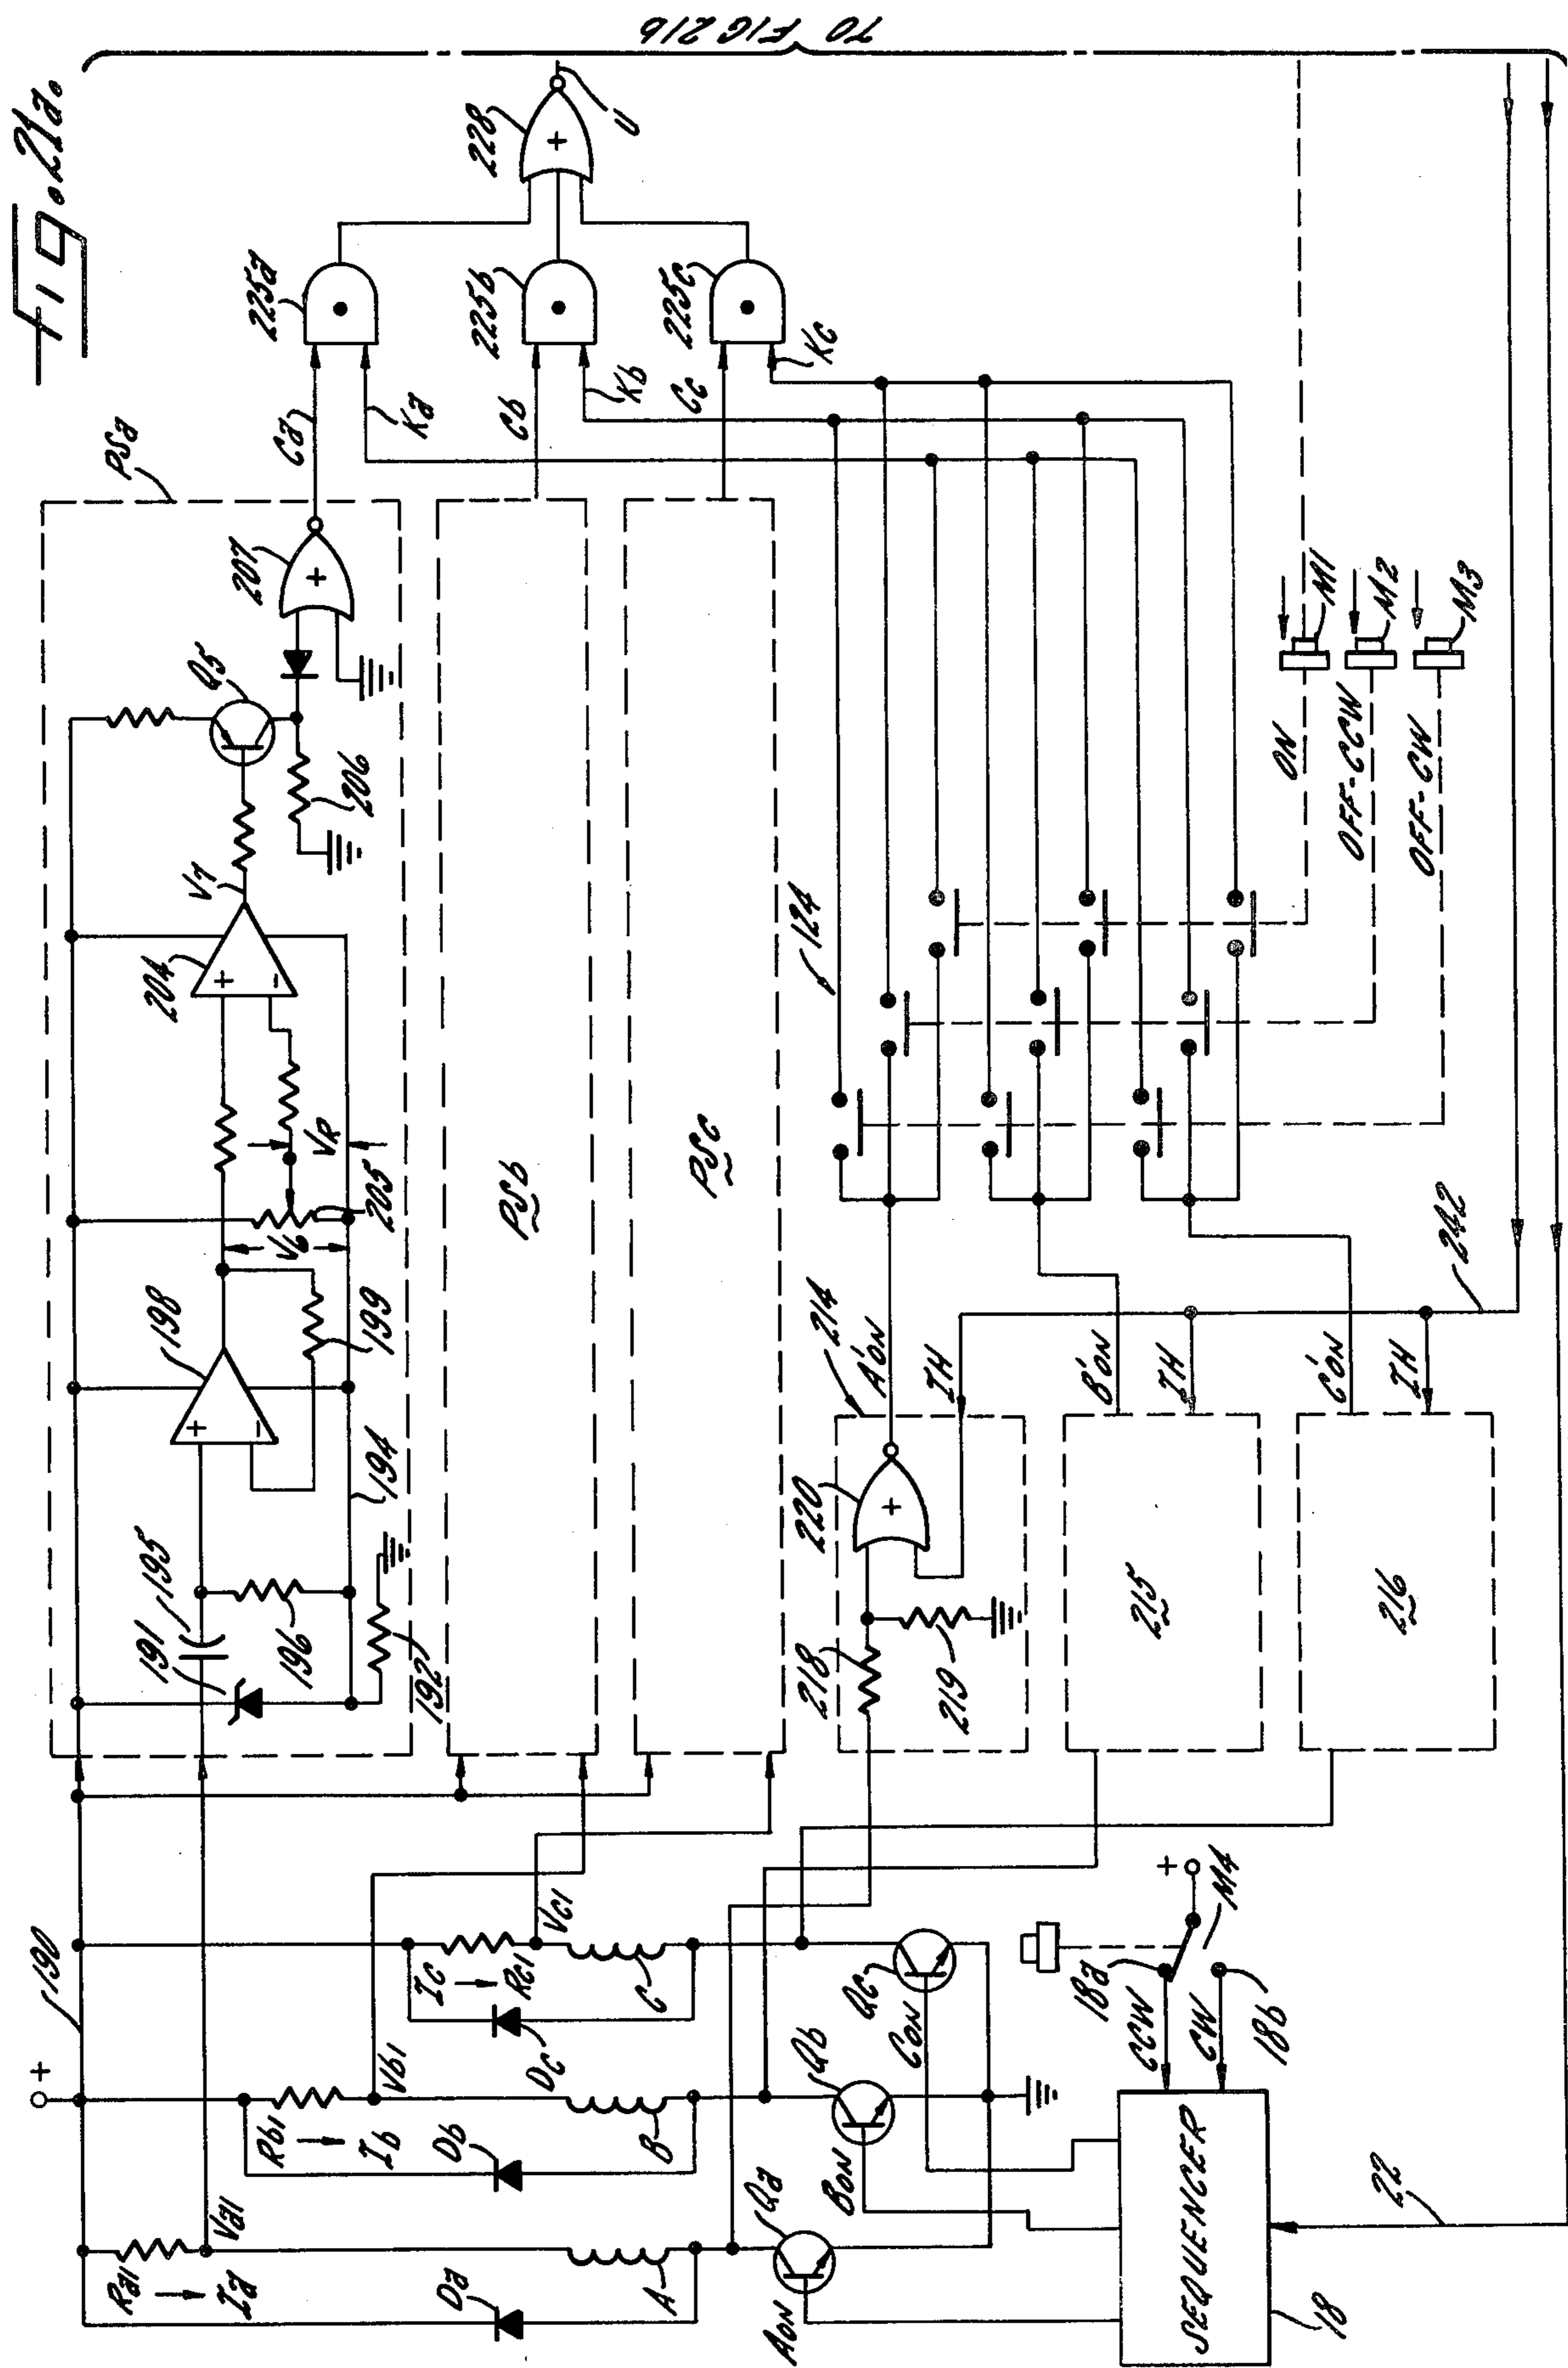 Fig. 21a.
TO FIG 21b
190
+
Ra1
Ia
Va1
Da
A
Qa
AON
Rb1
Ib
Vb1
Db
B
Qb
BON
Ic
Rc1
Vc1
Dc
C
Qc
CON
SEQUENCER
18
22
CCW
CW
18a
18b
M4
+
PSa
191
192
194
195
196
198
+
-
199
V6
205
VR
204
+
-
V7
Q5
206
207
+
Ca
Ka
225a
PSb
Cb
Kb
225b
PSc
Cc
Kc
225c
228
+
U
214
218
219
220
+
A'ON
IH
215
B'ON
IH
216
C'ON
IH
242
124
ON
OFF-CCW
OFF-CW
M1
M2
M3